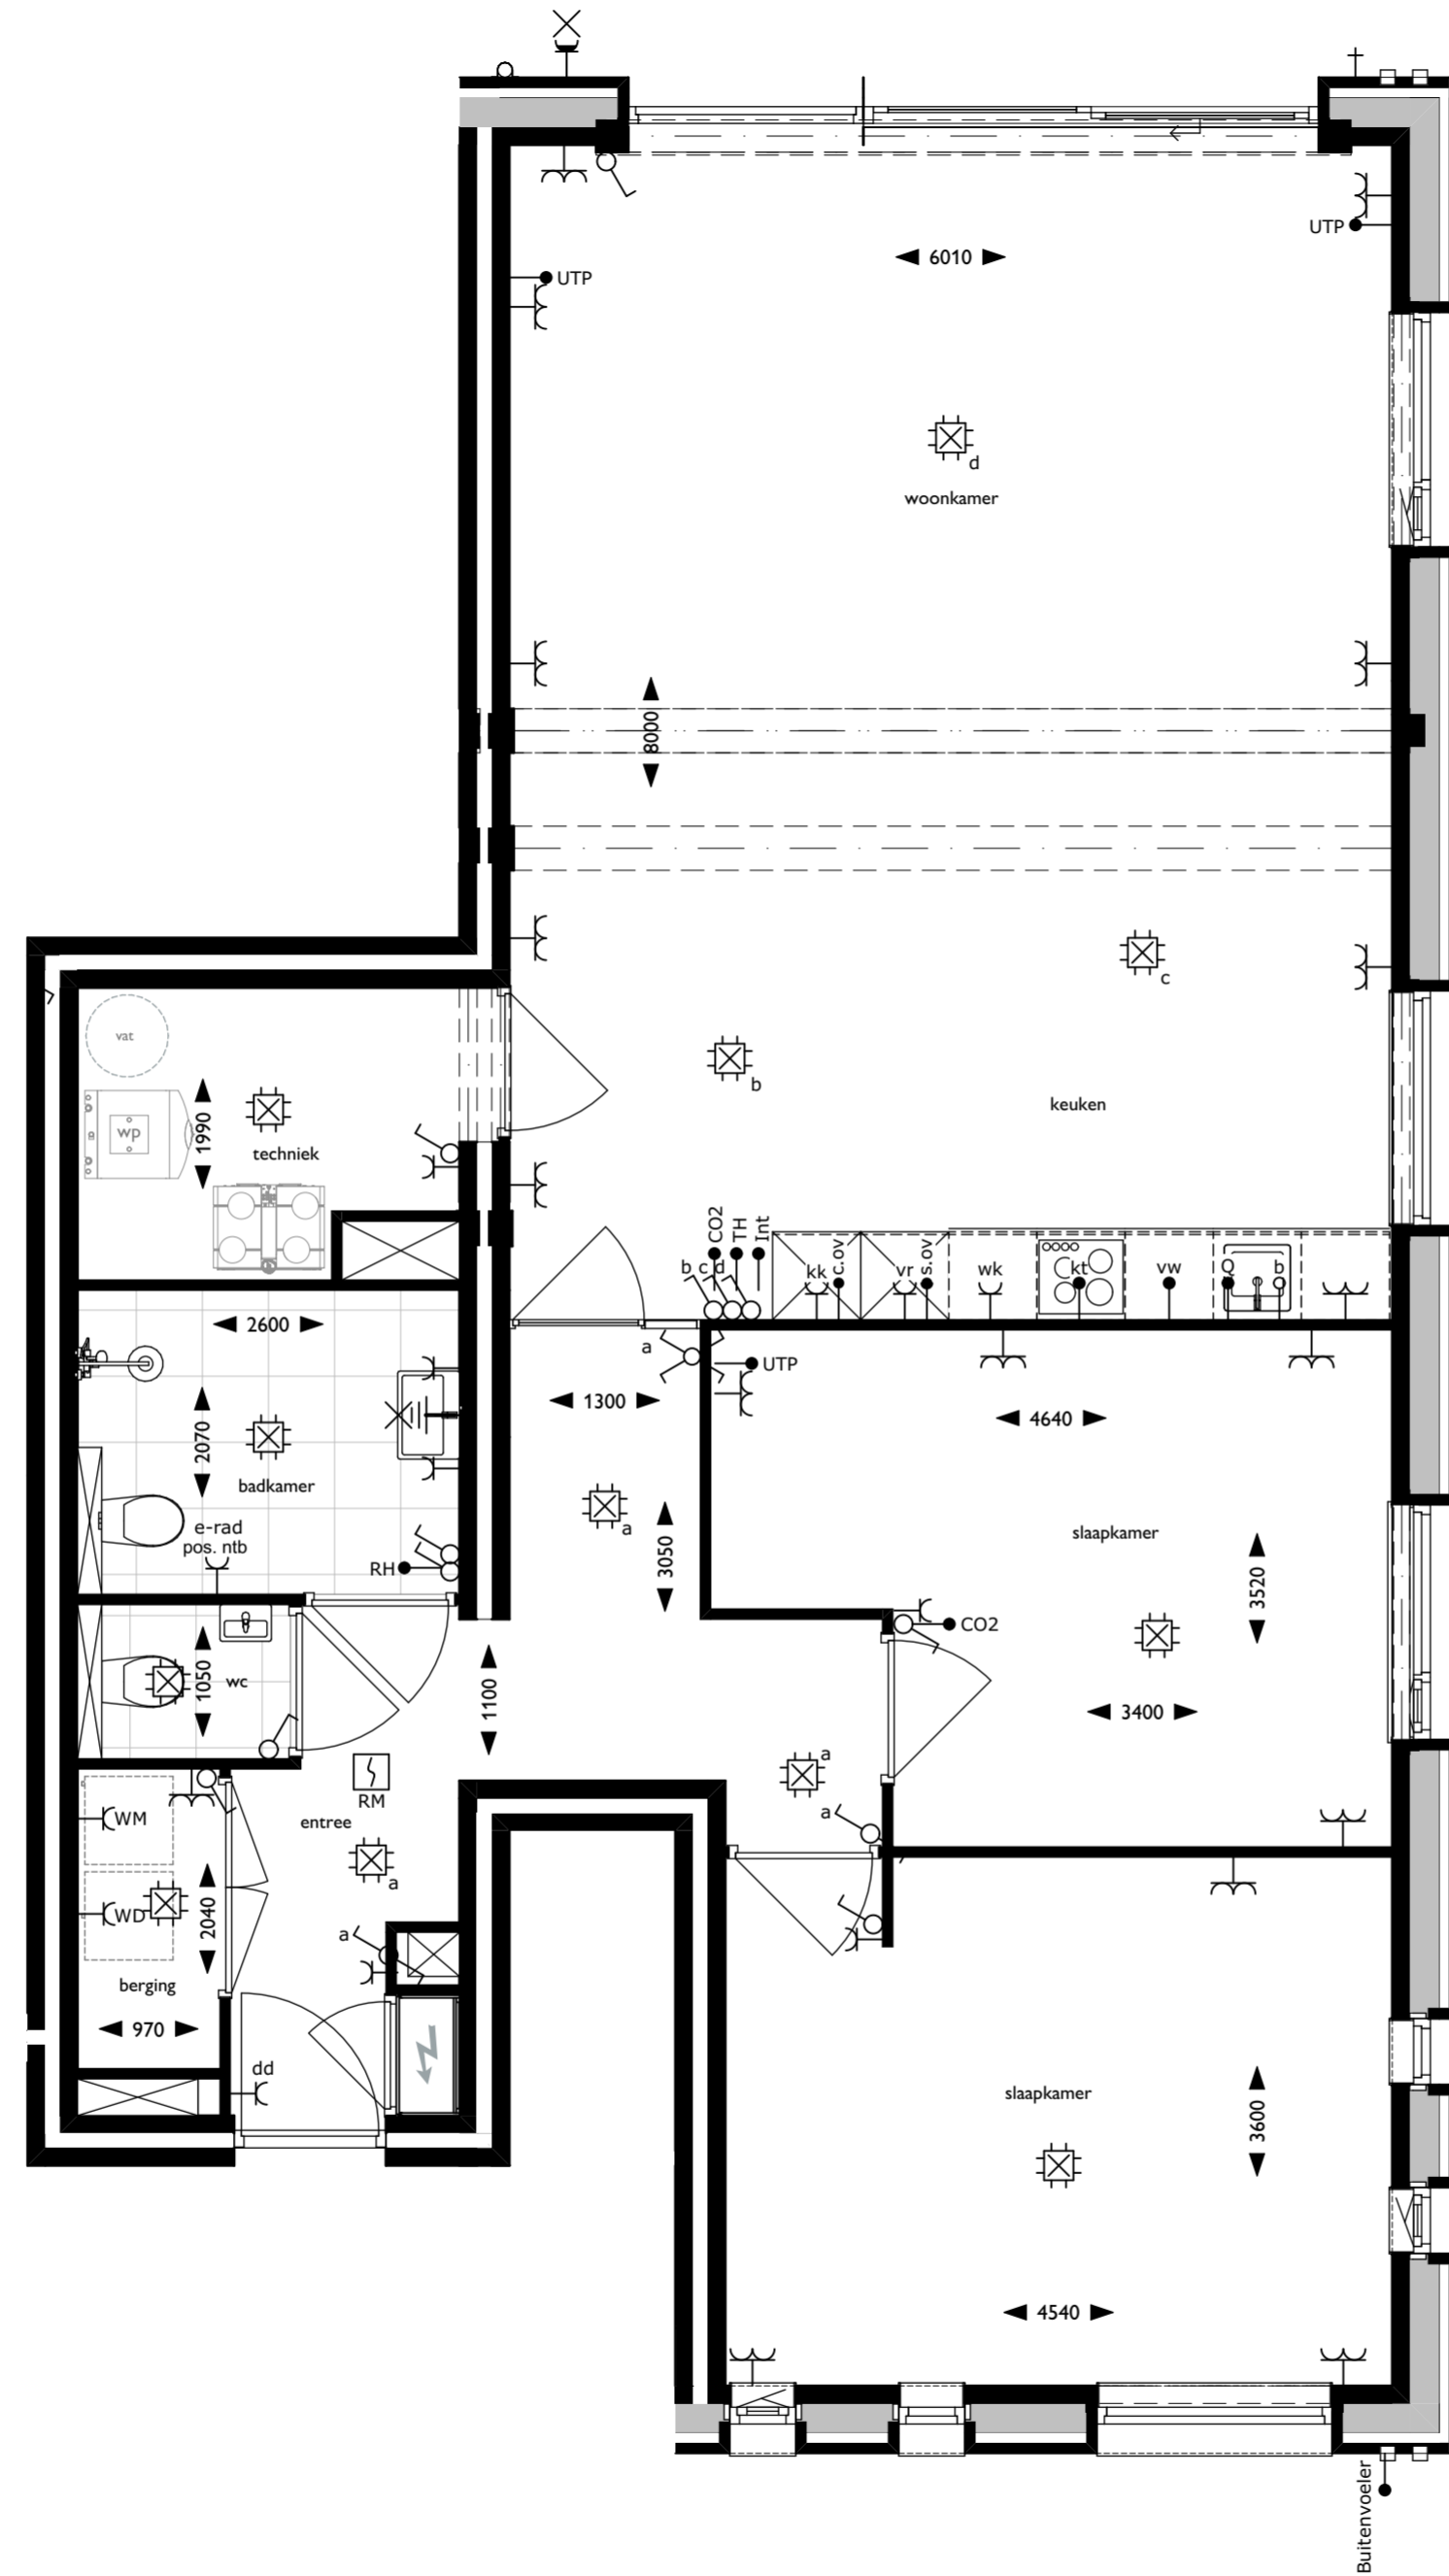 UTP
6010
UTP
d
woonkamer
8000
c
vat
b
keuken
wp
1990
techniek
CO2
TH
Int
b c d
kk
c.ov
vr
s.ov
wk
kt
vw
Q
b
2600
a
UTP
1300
4640
2070
badkamer
a
e-rad
pos. ntb
slaapkamer
3050
3520
RH
CO2
1050
wc
1100
3400
a
RM
WM
entree
a
a
WD
2040
a
berging
970
dd
slaapkamer
3600
4540
Buitenvoeler